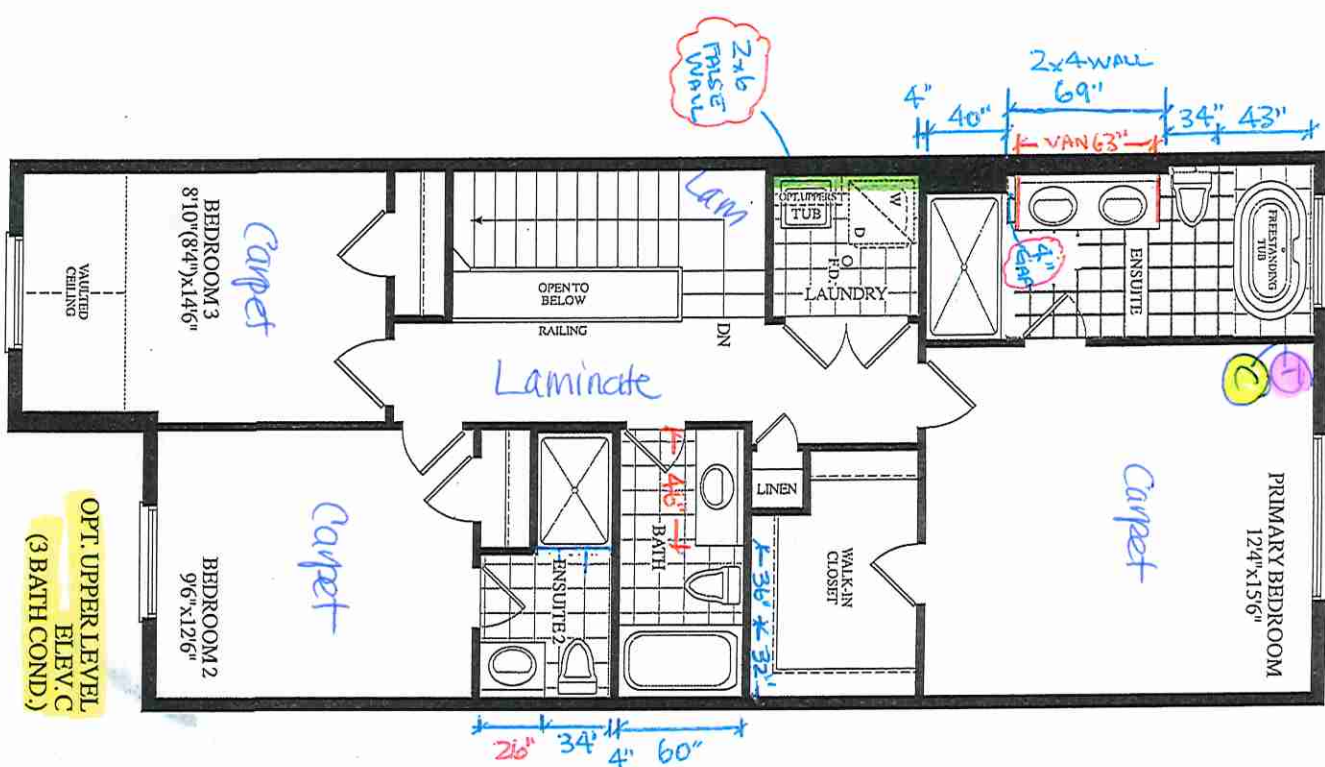 2x6
FALSE
WALL
2x4 WALL
4"
40"
69"
34"
43"
VAN 63"
BEDROOM 3
8'10"(8'4")x14'6"
Carpet
VAULTED
CEILING
Lam
OPEN TO
BELOW
RAILING
DN
OPT. UPPERS
TUB
W
D
F.D.
LAUNDRY
4"
GAP
ENSUITE
FREESTANDING
TUB
T
C
Laminate
PRIMARY BEDROOM
12'4"x15'6"
Carpet
LINEN
WALK-IN
CLOSET
46"
BATH
36"
32"
ENSUITE 2
BEDROOM 2
9'6"x12'6"
Carpet
26"
34"
4"
60"
OPT. UPPER LEVEL
ELEV. C
(3 BATH COND.)